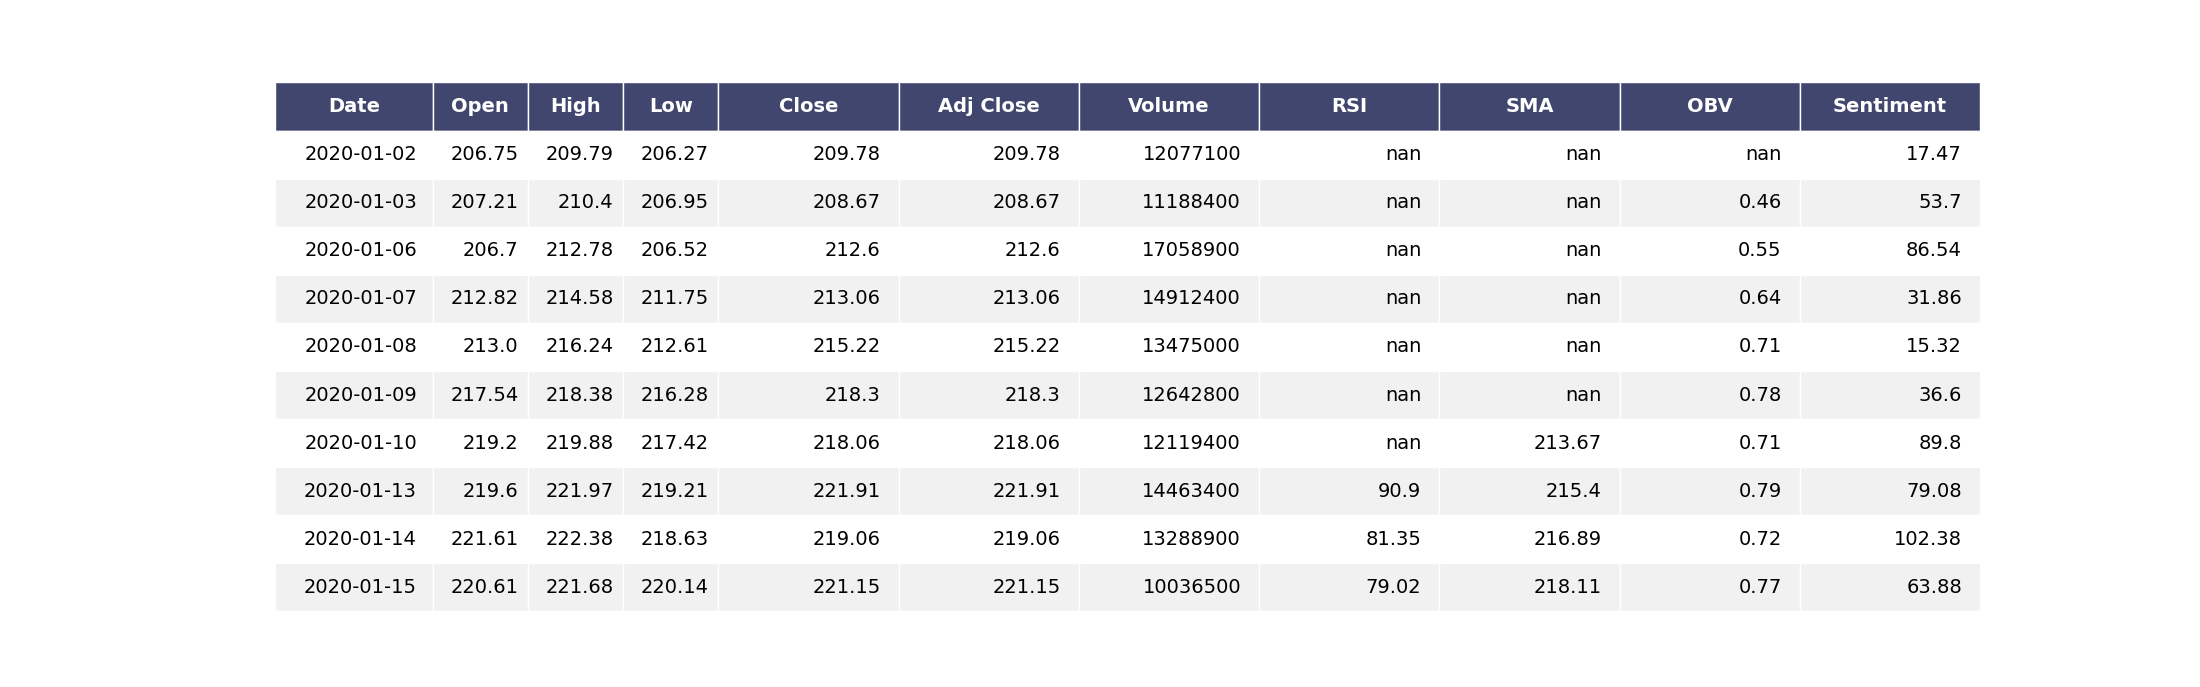 Date Open High Low Close Adj Close Volume RSI SMA OBV Sentiment
2020-01-02 206.75 209.79 206.27 209.78 209.78 12077100 nan nan nan 17.47
2020-01-03 207.21 210.4 206.95 208.67 208.67 11188400 nan nan 0.46 53.7
2020-01-06 206.7 212.78 206.52 212.6 212.6 17058900 nan nan 0.55 86.54
2020-01-07 212.82 214.58 211.75 213.06 213.06 14912400 nan nan 0.64 31.86
2020-01-08 213.0 216.24 212.61 215.22 215.22 13475000 nan nan 0.71 15.32
2020-01-09 217.54 218.38 216.28 218.3 218.3 12642800 nan nan 0.78 36.6
2020-01-10 219.2 219.88 217.42 218.06 218.06 12119400 nan 213.67 0.71 89.8
2020-01-13 219.6 221.97 219.21 221.91 221.91 14463400 90.9 215.4 0.79 79.08
2020-01-14 221.61 222.38 218.63 219.06 219.06 13288900 81.35 216.89 0.72 102.38
2020-01-15 220.61 221.68 220.14 221.15 221.15 10036500 79.02 218.11 0.77 63.88